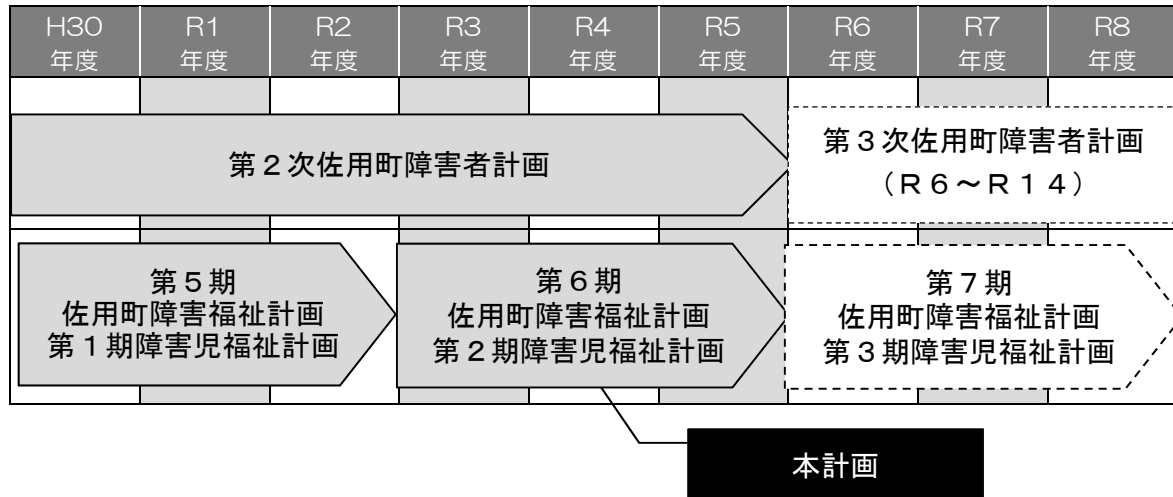 H30 R1 R2 R3 R4 R5 R6 R7 R8
年度 年度 年度 年度 年度 年度 年度 年度 年度
第２次佐用町障害者計画
第３次佐用町障害者計画
（Ｒ６～Ｒ１４）
第５期
佐用町障害福祉計画
第１期障害児福祉計画
第６期
佐用町障害福祉計画
第２期障害児福祉計画
第７期
佐用町障害福祉計画
第３期障害児福祉計画
本計画